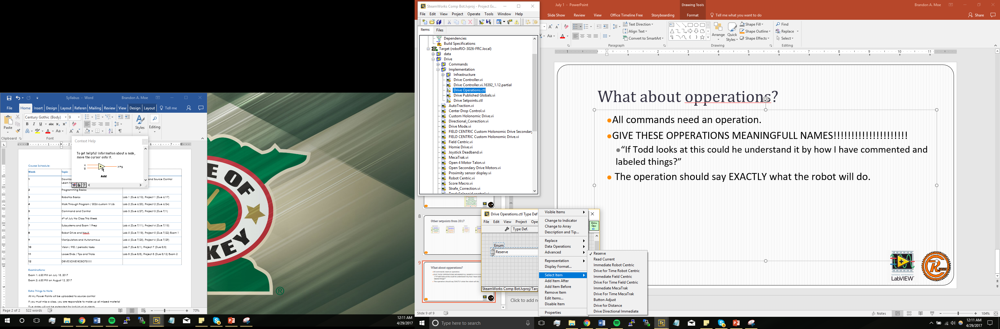 Syllabus - Word
Brandon A. Moe
File Home Insert Design Layout Referen Mailing Review View Design Layout Tell me
Century Gothic (Body) 9
Paste
Styles
Editing
Clipboard
Font
Context Help
To get helpful information about a node,
move the cursor onto it.
x
y
x+y
Add
Course Schedule:
Week Topic
1 and Source Control
2 Programming Basics
3 Robotics Basics Lab 1 (Due 6/13), Project 1 (Due 6/17)
4 Walk Through Program / 3026 custom VI Lib Lab 2 (Due 6/20), Project 2 (Due 6/24)
5 Command and Control Lab 3 (Due 6/27), Project 3 (Due 7/1)
6 4th of July No Class This Week
7 Subsystems and Exam 1 Prep Lab 4 (Due 7/11), Project 4 (Due 7/15)
8 Robot Drive and NavX Lab 5 (Due 7/18), Project 5 (Due 7/22) Exam 1
9 Manipulators and Autonomous Lab 6 (Due 7/25), Project 6 (Due 7/29)
10 Vision / PID / periodic tasks Lab 7 (Due 8/1), Project 7 (Due 8/5)
11 Loose Ends / Tips and Tricks Lab 8 (Due 8/8), Project 8 (Due 8/12) Exam 2
12 DRIVE SOME ROBOTS!!!!!!
Examinations:
Exam 1: 6:30 PM on July 18, 2017
Exam 2: 6:30 PM on August 12, 2017
Extra Things to Note
All my Power Points will be uploaded to source control
If you must miss a class, you are responsible to make up all missed material
Due dates will not be extended for individual students
Page 2 of 2 522 words
70%
E OF
KEY
®
12:11 AM
4/29/2017
SteamWorks Comp Bot.lvproj - Project Ex...
File Edit View Project Operate Tools Window Help
Items Files
Dependencies
Build Specifications
Target (roboRIO-3026-FRC.local)
data
Drive
Commands
Implementation
Infrastructure
Drive Controller.vi
Drive Controller.vi.16392_1.12.partial
Drive Operations.ctl
Drive Published Globals.vi
Drive Setpoints.ctl
AutoTraction.vi
Center Drop Control.vi
Custom Holonomic Drive.vi
Directional_Correction.vi
Drive Mode.vi
FIELD CENTRIC Custom Holonomic Drive Secondary
FIELD CENTRIC Custom Holonomic Drive.vi
Field Centric.vi
Homie Drive.vi
Joystick Deadband.vi
MecaTrak.vi
Open 4 Motor Talon.vi
Open Secondary Drive Motors.vi
Proximity sensor display.vi
Robot Centric.vi
Score Macro.vi
Strafe_Correction.vi
July 1 - PowerPoint
Drawing Tools
Brandon A. Moe
Slide Show Review View Office Timeline Free Storyboarding Format Tell me what you want to do
Share
Text Direction
Align Text
Convert to SmartArt
Paragraph
Arrange
Quick
Styles
Shape Fill
Shape Outline
Shape Effects
Drawing
Find
Replace
Select
Editing
What about opperations?
All commands need an operation.
GIVE THESE OPPERATIONS MEANINGFULL NAMES!!!!!!!!!!!!!!!!!!!!!
“If Todd looks at this could he understand it by how I have commented and
labeled things?”
The operation should say EXACTLY what the robot will do.
NATIONAL INSTRUMENTS
LabVIEW
8
Other setpoints from 2017
9
What about opperations?
All commands need an operation.
The operation should say EXACTLY what the robot will do.
Drive Operations.ctl Type Def
File Edit View Project Ope
Type Def.
Drive
Ops
Enum
Reserve
SteamWorks Comp Bot.lvproj/Targ
Visible Items
Change to Indicator
Change to Array
Description and Tip...
Replace
Data Operations
Advanced
Representation
Display Format...
Select Item
Add Item After
Add Item Before
Remove Item
Edit Items...
Disable Item
Properties
Reserve
Read Current
Immediate Robot Centric
Drive for Time Robot Centric
Immediate Field Centric
Drive For Time Field Centric
Immediate MecaTrak
Drive For Time MecaTrak
Button Adjust
Drive for Distance
Drive Directional Immediate
Click to add n
Slide 9 of 9
Notes
104%
Type here to search
12:11 AM
4/29/2017